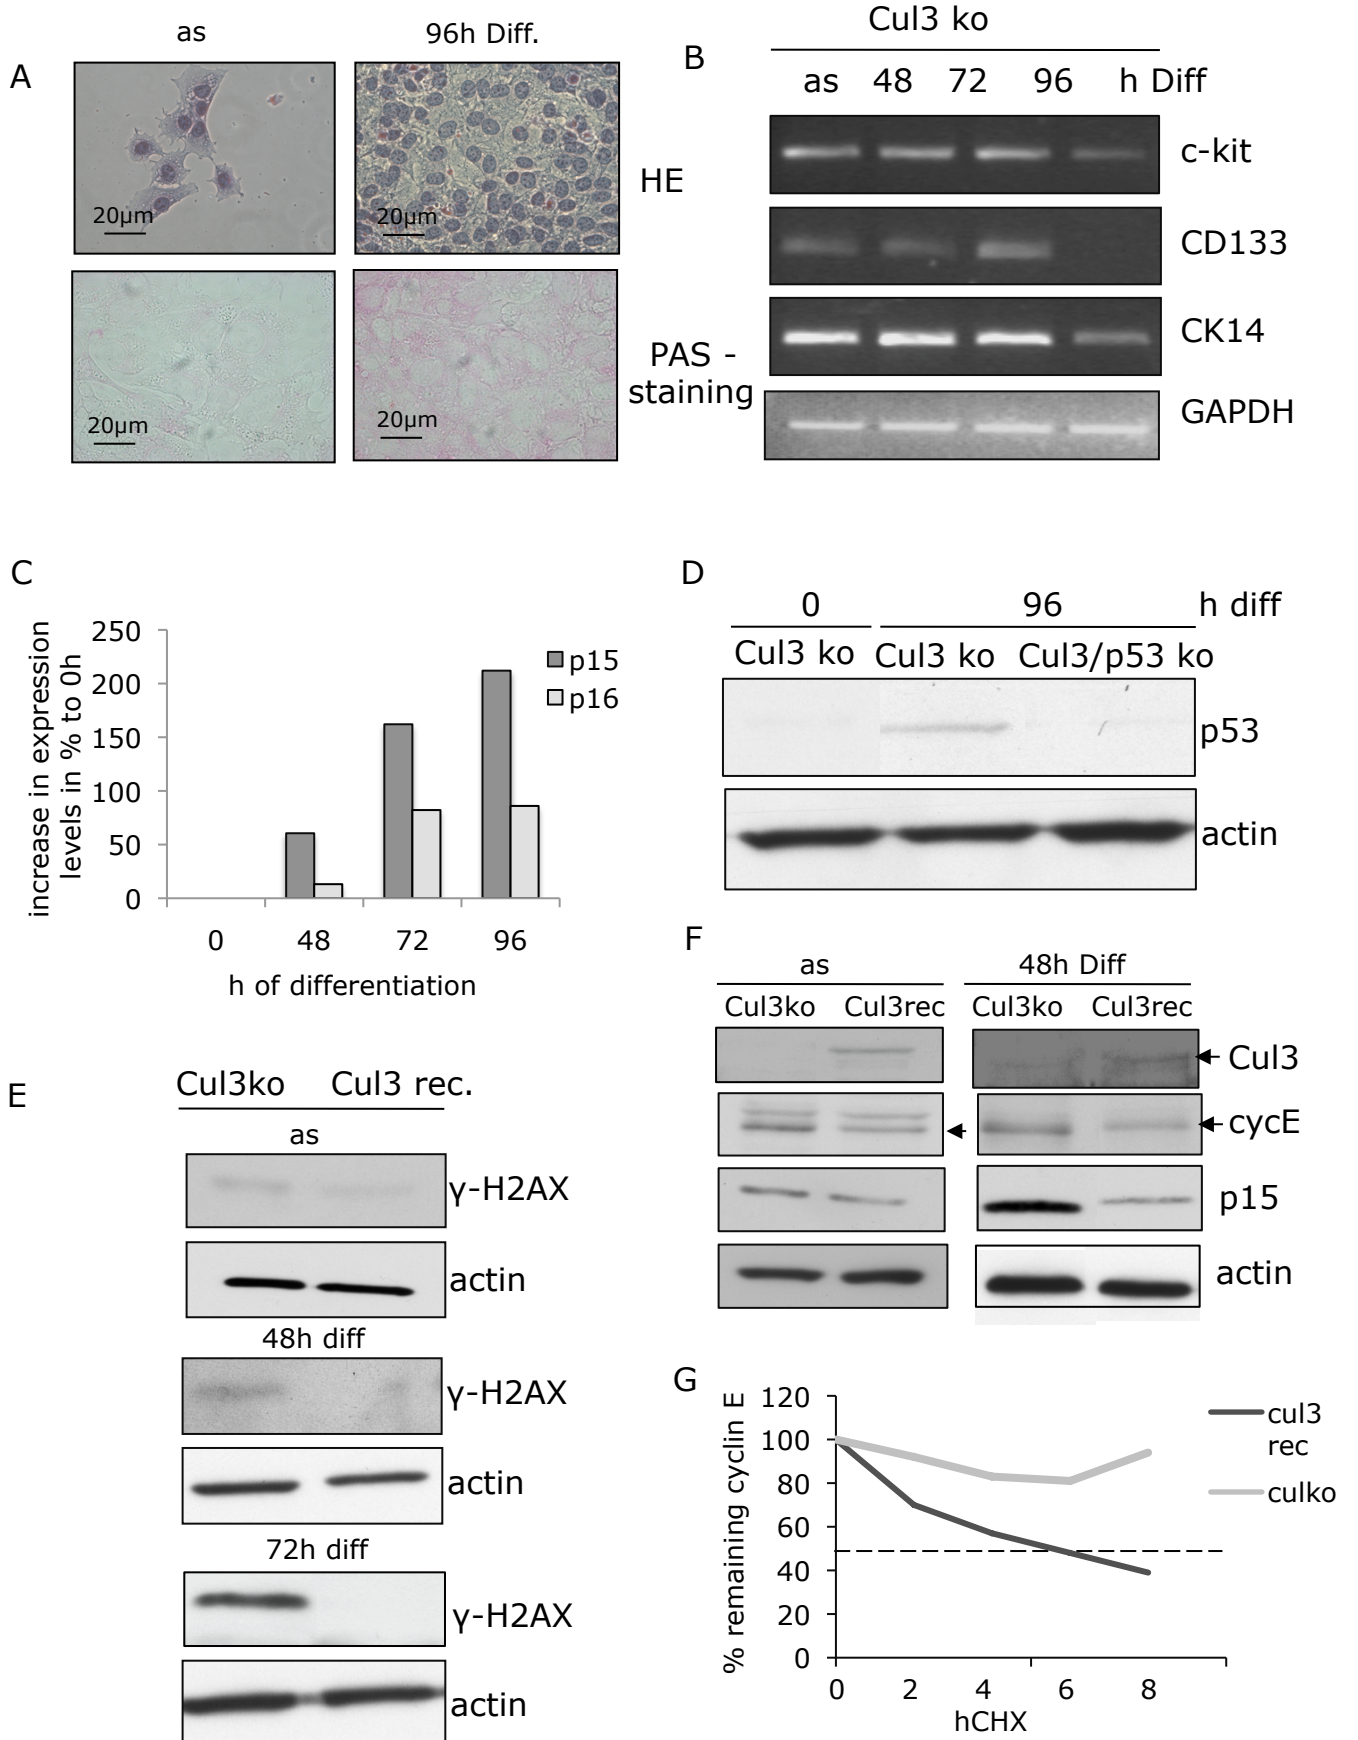 A
as
96h Diff.
20µm
20µm
HE
20µm
20µm
PAS -
staining
B
Cul3 ko
as 48 72 96 h Diff
c-kit
CD133
CK14
GAPDH
C
increase in expression
levels in % to 0h
250
200
150
100
50
0
p15
p16
0 48 72 96
h of differentiation
D
0 96 h diff
Cul3 ko Cul3 ko Cul3/p53 ko
p53
actin
E
Cul3ko Cul3 rec.
as
γ-H2AX
actin
48h diff
γ-H2AX
actin
72h diff
γ-H2AX
actin
F
as 48h Diff
Cul3ko Cul3rec Cul3ko Cul3rec
Cul3
cycE
p15
actin
G
% remaining cyclin E
120
100
80
60
40
20
0
0 2 4 6 8
hCHX
cul3
rec
culko